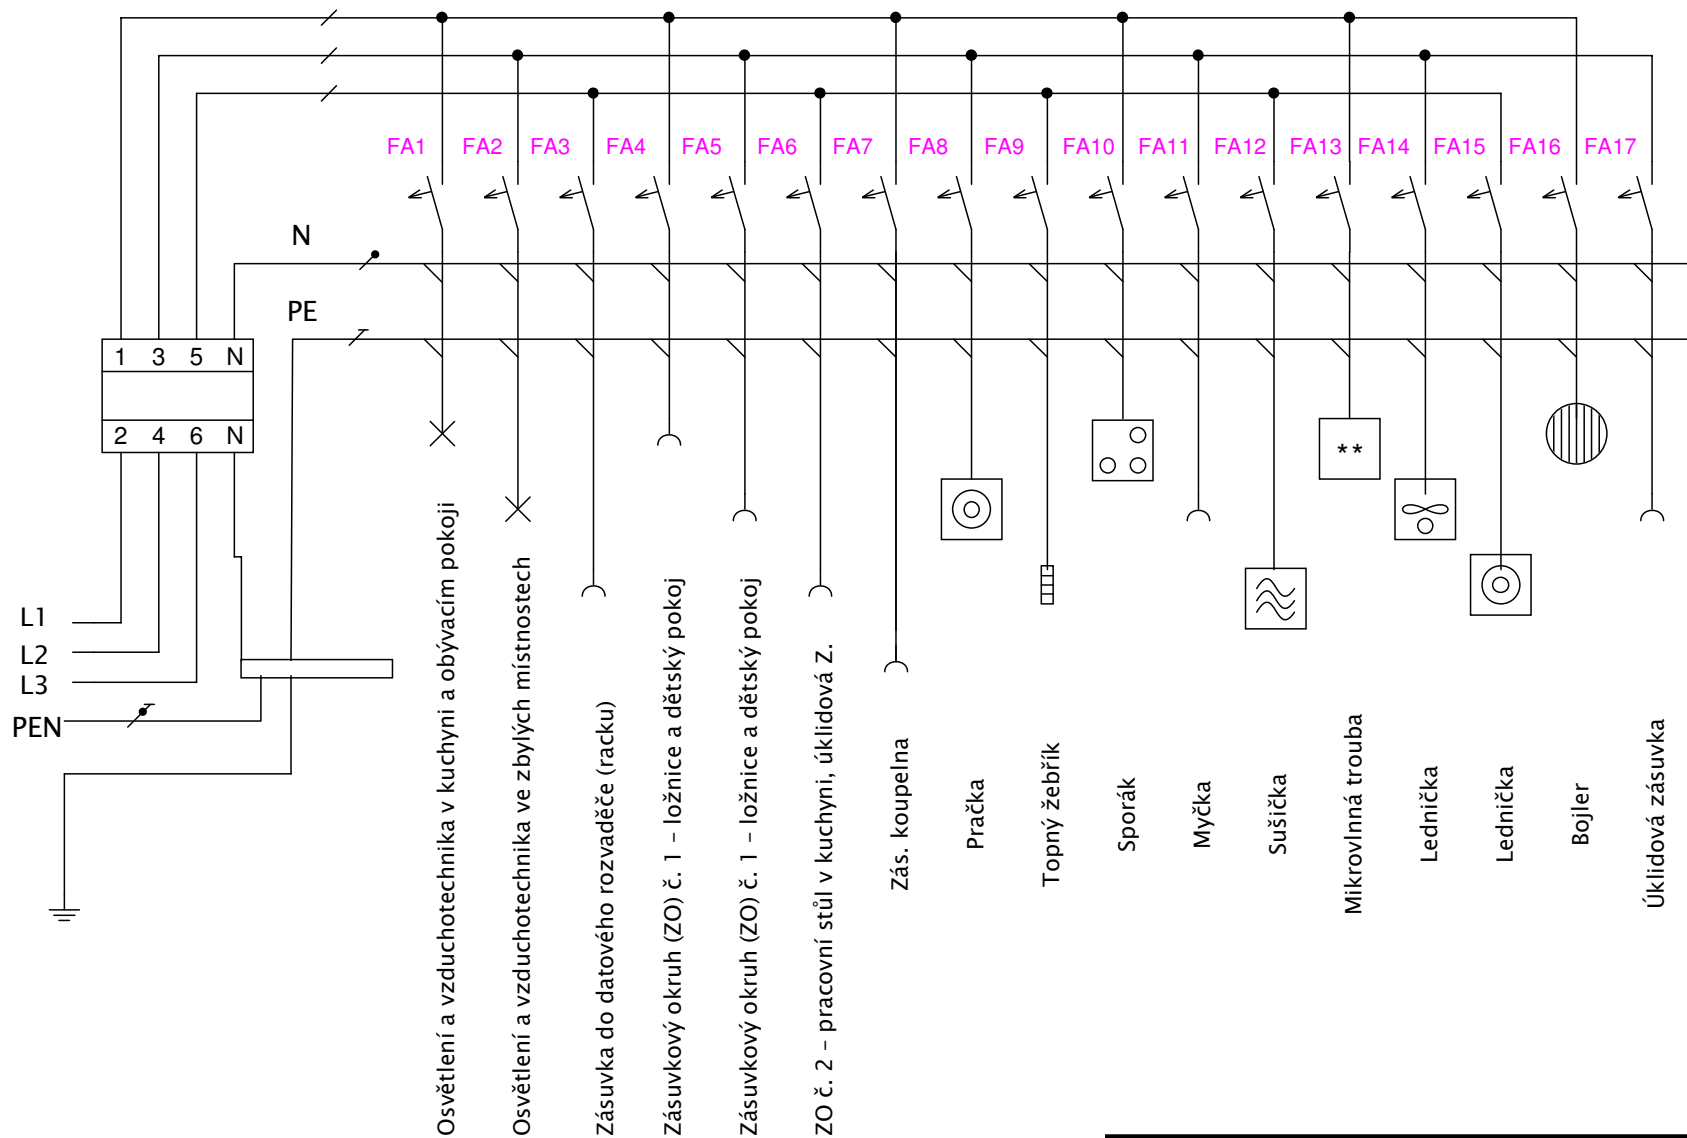 FA1 FA2 FA3 FA4 FA5 FA6 FA7 FA8 FA9 FA10 FA11 FA12 FA13 FA14 FA15 FA16 FA17
N
PE
1 3 5 N
2 4 6 N
**
L1
L2
L3
PEN
Osvětlení a vzduchotechnika v kuchyni a obývacím pokoji
Osvětlení a vzduchotechnika ve zbylých místnostech
Zásuvka do datového rozvaděče (racku)
Zásuvkový okruh (ZO) č. 1 – ložnice a dětský pokoj
Zásuvkový okruh (ZO) č. 1 – ložnice a dětský pokoj
ZO č. 2 – pracovní stůl v kuchyni, úklidová Z.
Zás. koupelna
Pračka
Topný žebřík
Sporák
Myčka
Sušička
Mikrovlnná trouba
Lednička
Lednička
Bojler
Úklidová zásuvka